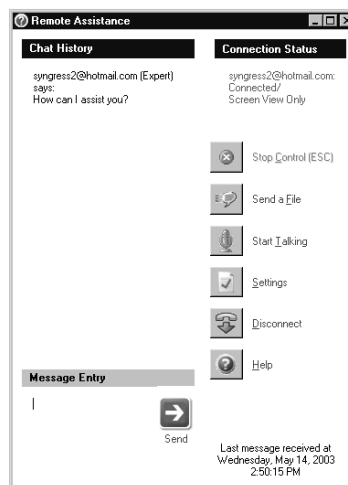 Remote Assistance
Chat History
syngress2@hotmail.com (Expert)
says:
How can I assist you?
Message Entry
Send
Connection Status
syngress2@hotmail.com:
Connected/
Screen View Only
Stop Control (ESC)
Send a File
Start Talking
Settings
Disconnect
Help
Last message received at
Wednesday, May 14, 2003
2:50:15 PM